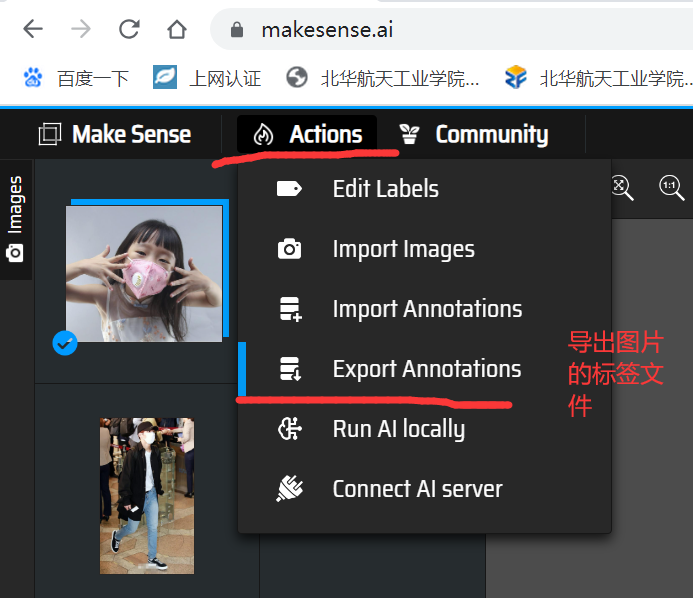 makesense.ai
百度一下 上网认证 北华航天工业学院... 北华航天工业学院...
Make Sense Actions Community
Images
1:1
Edit Labels
Import Images
Import Annotations
Export Annotations
Run AI locally
Connect AI server
导出图片
的标签文
件